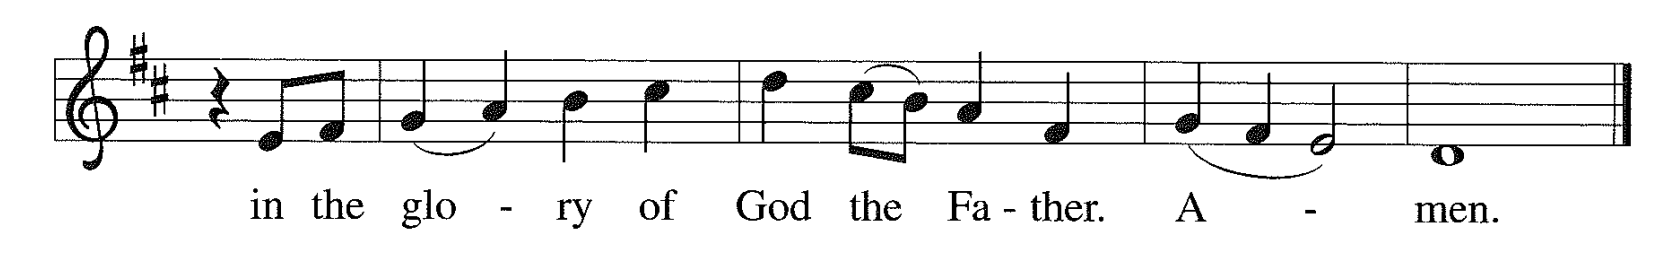 in the glo - ry of God the Fa - ther. A - men.